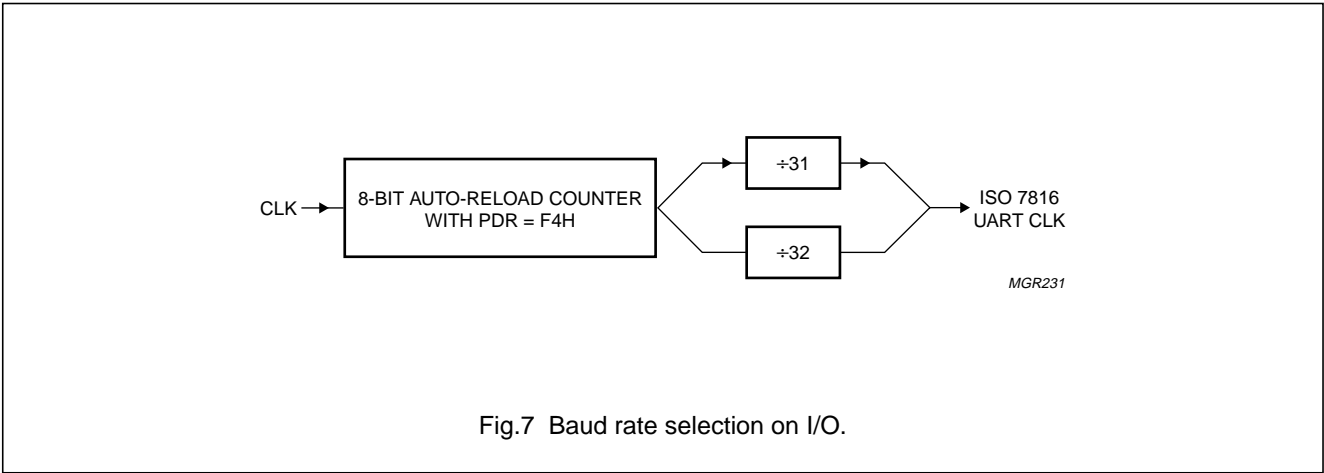 CLK
8-BIT AUTO-RELOAD COUNTER
WITH PDR = F4H
÷31
÷32
ISO 7816
UART CLK
MGR231
Fig.7 Baud rate selection on I/O.